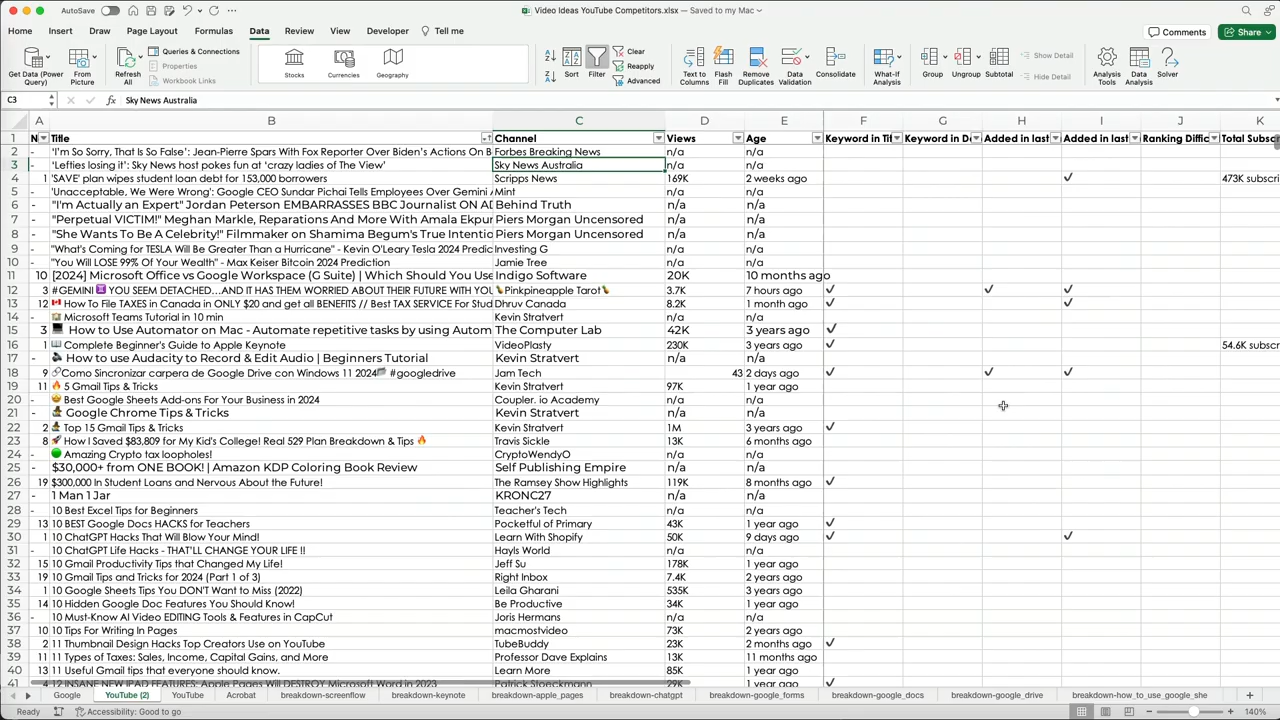 AutoSave
Video Ideas YouTube Competitors.xlsx — Saved to my Mac
Home Insert Draw Page Layout Formulas Data Review View Developer Tell me
Comments Share
Get Data (Power Query) From Picture Refresh All Queries & Connections Properties Workbook Links
Stocks Currencies Geography
Sort Filter Clear Reapply Advanced
Text to Columns Flash Fill Remove Duplicates Data Validation Consolidate What-If Analysis
Group Ungroup Subtotal Show Detail Hide Detail
Analysis Tools Data Analysis Solver
C3 fx Sky News Australia
A B C D E F G H I J K
1 N Title Channel Views Age Keyword in Tit Keyword in De Added in last Added in last Ranking Diffic Total Subsc
2 'I'm So Sorry, That Is So False': Jean-Pierre Spars With Fox Reporter Over Biden's Actions On B Forbes Breaking News n/a n/a
3 - 'Lefties losing it': Sky News host pokes fun at 'crazy ladies of The View' Sky News Australia n/a n/a
4 1 'SAVE' plan wipes student loan debt for 153,000 borrowers Scripps News 169K 2 weeks ago ✓ 473K subscri
5 - 'Unacceptable, We Were Wrong': Google CEO Sundar Pichai Tells Employees Over Gemini A Mint n/a n/a
6 - "I'm Actually an Expert" Jordan Peterson EMBARRASSES BBC Journalist ON AI Behind Truth n/a n/a
7 - "Perpetual VICTIM!" Meghan Markle, Reparations And More With Amala Ekpun Piers Morgan Uncensored n/a n/a
8 - "She Wants To Be A Celebrity!" Filmmaker on Shamima Begum's True Intentio Piers Morgan Uncensored n/a n/a
9 - "What's Coming for TESLA Will Be Greater Than a Hurricane" - Kevin O'Leary Tesla 2024 Predic Investing G n/a n/a
10 - "You Will LOSE 99% Of Your Wealth" - Max Keiser Bitcoin 2024 Prediction Jamie Tree n/a n/a
11 10 [2024] Microsoft Office vs Google Workspace (G Suite) | Which Should You Use Indigo Software 20K 10 months ago
12 3 #GEMINI ♊ YOU SEEM DETACHED...AND IT HAS THEM WORRIED ABOUT THEIR FUTURE WITH YOU Pinkpineapple Tarot 3.7K 7 hours ago ✓ ✓ ✓
13 12 🇨🇦 How To File TAXES in Canada in ONLY $20 and get all BENEFITS // Best TAX SERVICE For Stud Dhruv Canada 8.2K 1 month ago ✓ ✓
14 - Microsoft Teams Tutorial in 10 min Kevin Stratvert n/a n/a
15 3 How to Use Automator on Mac - Automate repetitive tasks by using Autom The Computer Lab 42K 3 years ago ✓
16 1 📖 Complete Beginner's Guide to Apple Keynote VideoPlasty 230K 3 years ago ✓ 54.6K subscr
17 - How to use Audacity to Record & Edit Audio | Beginners Tutorial Kevin Stratvert n/a n/a
18 9 Como Sincronizar carpera de Google Drive con Windows 11 2024 #googledrive Jam Tech 43 2 days ago ✓ ✓ ✓
19 11 🔥 5 Gmail Tips & Tricks Kevin Stratvert 97K 1 year ago
20 - 🤩 Best Google Sheets Add-ons For Your Business in 2024 Coupler. io Academy n/a n/a
21 - Google Chrome Tips & Tricks Kevin Stratvert n/a n/a
22 2 Top 15 Gmail Tips & Tricks Kevin Stratvert 1M 3 years ago ✓
23 8 🚀 How I Saved $83,809 for My Kid's College! Real 529 Plan Breakdown & Tips 🔥 Travis Sickle 13K 6 months ago
24 - 🟢 Amazing Crypto tax loopholes! CryptoWendyO n/a n/a
25 - $30,000+ from ONE BOOK! | Amazon KDP Coloring Book Review Self Publishing Empire n/a n/a
26 19 $300,000 In Student Loans and Nervous About the Future! The Ramsey Show Highlights 119K 8 months ago ✓
27 - 1 Man 1 Jar KRONC27 n/a n/a
28 - 10 Best Excel Tips for Beginners Teacher's Tech n/a n/a
29 13 10 BEST Google Docs HACKS for Teachers Pocketful of Primary 43K 1 year ago ✓
30 1 10 ChatGPT Hacks That Will Blow Your Mind! Learn With Shopify 50K 9 days ago ✓ ✓
31 - 10 ChatGPT Life Hacks - THAT'LL CHANGE YOUR LIFE !! Hayls World n/a n/a
32 15 10 Gmail Productivity Tips that Changed My Life! Jeff Su 178K 1 year ago
33 19 10 Gmail Tips and Tricks for 2024 (Part 1 of 3) Right Inbox 7.4K 2 years ago
34 1 10 Google Sheets Tips You DON'T Want to Miss (2022) Leila Gharani 535K 3 years ago
35 14 10 Hidden Google Doc Features You Should Know! Be Productive 34K 1 year ago
36 - 10 Must-Know AI Video EDITING Tools & Features in CapCut Joris Hermans n/a n/a
37 10 10 Tips For Writing In Pages macmostvideo 73K 2 years ago
38 2 11 Thumbnail Design Hacks Top Creators Use on YouTube TubeBuddy 23K 2 months ago ✓
39 11 11 Types of Taxes: Sales, Income, Capital Gains, and More Professor Dave Explains 13K 11 months ago
40 13 11 Useful Gmail tips that everyone should know. Learn More 85K 1 year ago
41 12 INSANE NEW IPAD FEATURES: Apple Pages Will DESTROY Microsoft Word in 2023 Patrick Stoeckmann 29K 1 year ago ✓
Google YouTube (2) YouTube Acrobat breakdown-screenflow breakdown-keynote breakdown-apple_pages breakdown-chatgpt breakdown-google_forms breakdown-google_docs breakdown-google_drive breakdown-how_to_use_google_she
Ready Accessibility: Good to go 140%